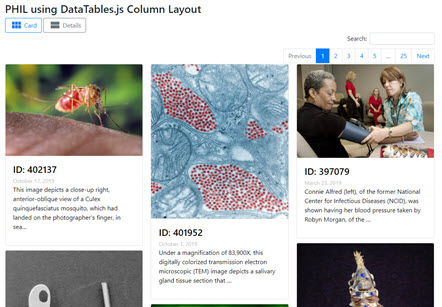 PHIL using DataTables.js Column Layout
Card Details
Search:
Previous 1 2 3 4 5 ... 25 Next
ID: 402137
October 17, 2019
This image depicts a close-up right,
anterior-oblique view of a Culex
quinquefasciatus mosquito, which had
landed on the photographer's finger, in
sea...
ID: 401952
October 1, 2019
Under a magnification of 83,900X, this
digitally colorized transmission electron
microscopic (TEM) image depicts a salivary
gland tissue section that ...
ID: 397079
March 25, 2019
Connie Alfred (left), of the former National
Center for Infectious Diseases (NCID), was
shown having her blood pressure taken by
Robyn Morgan, of the ...